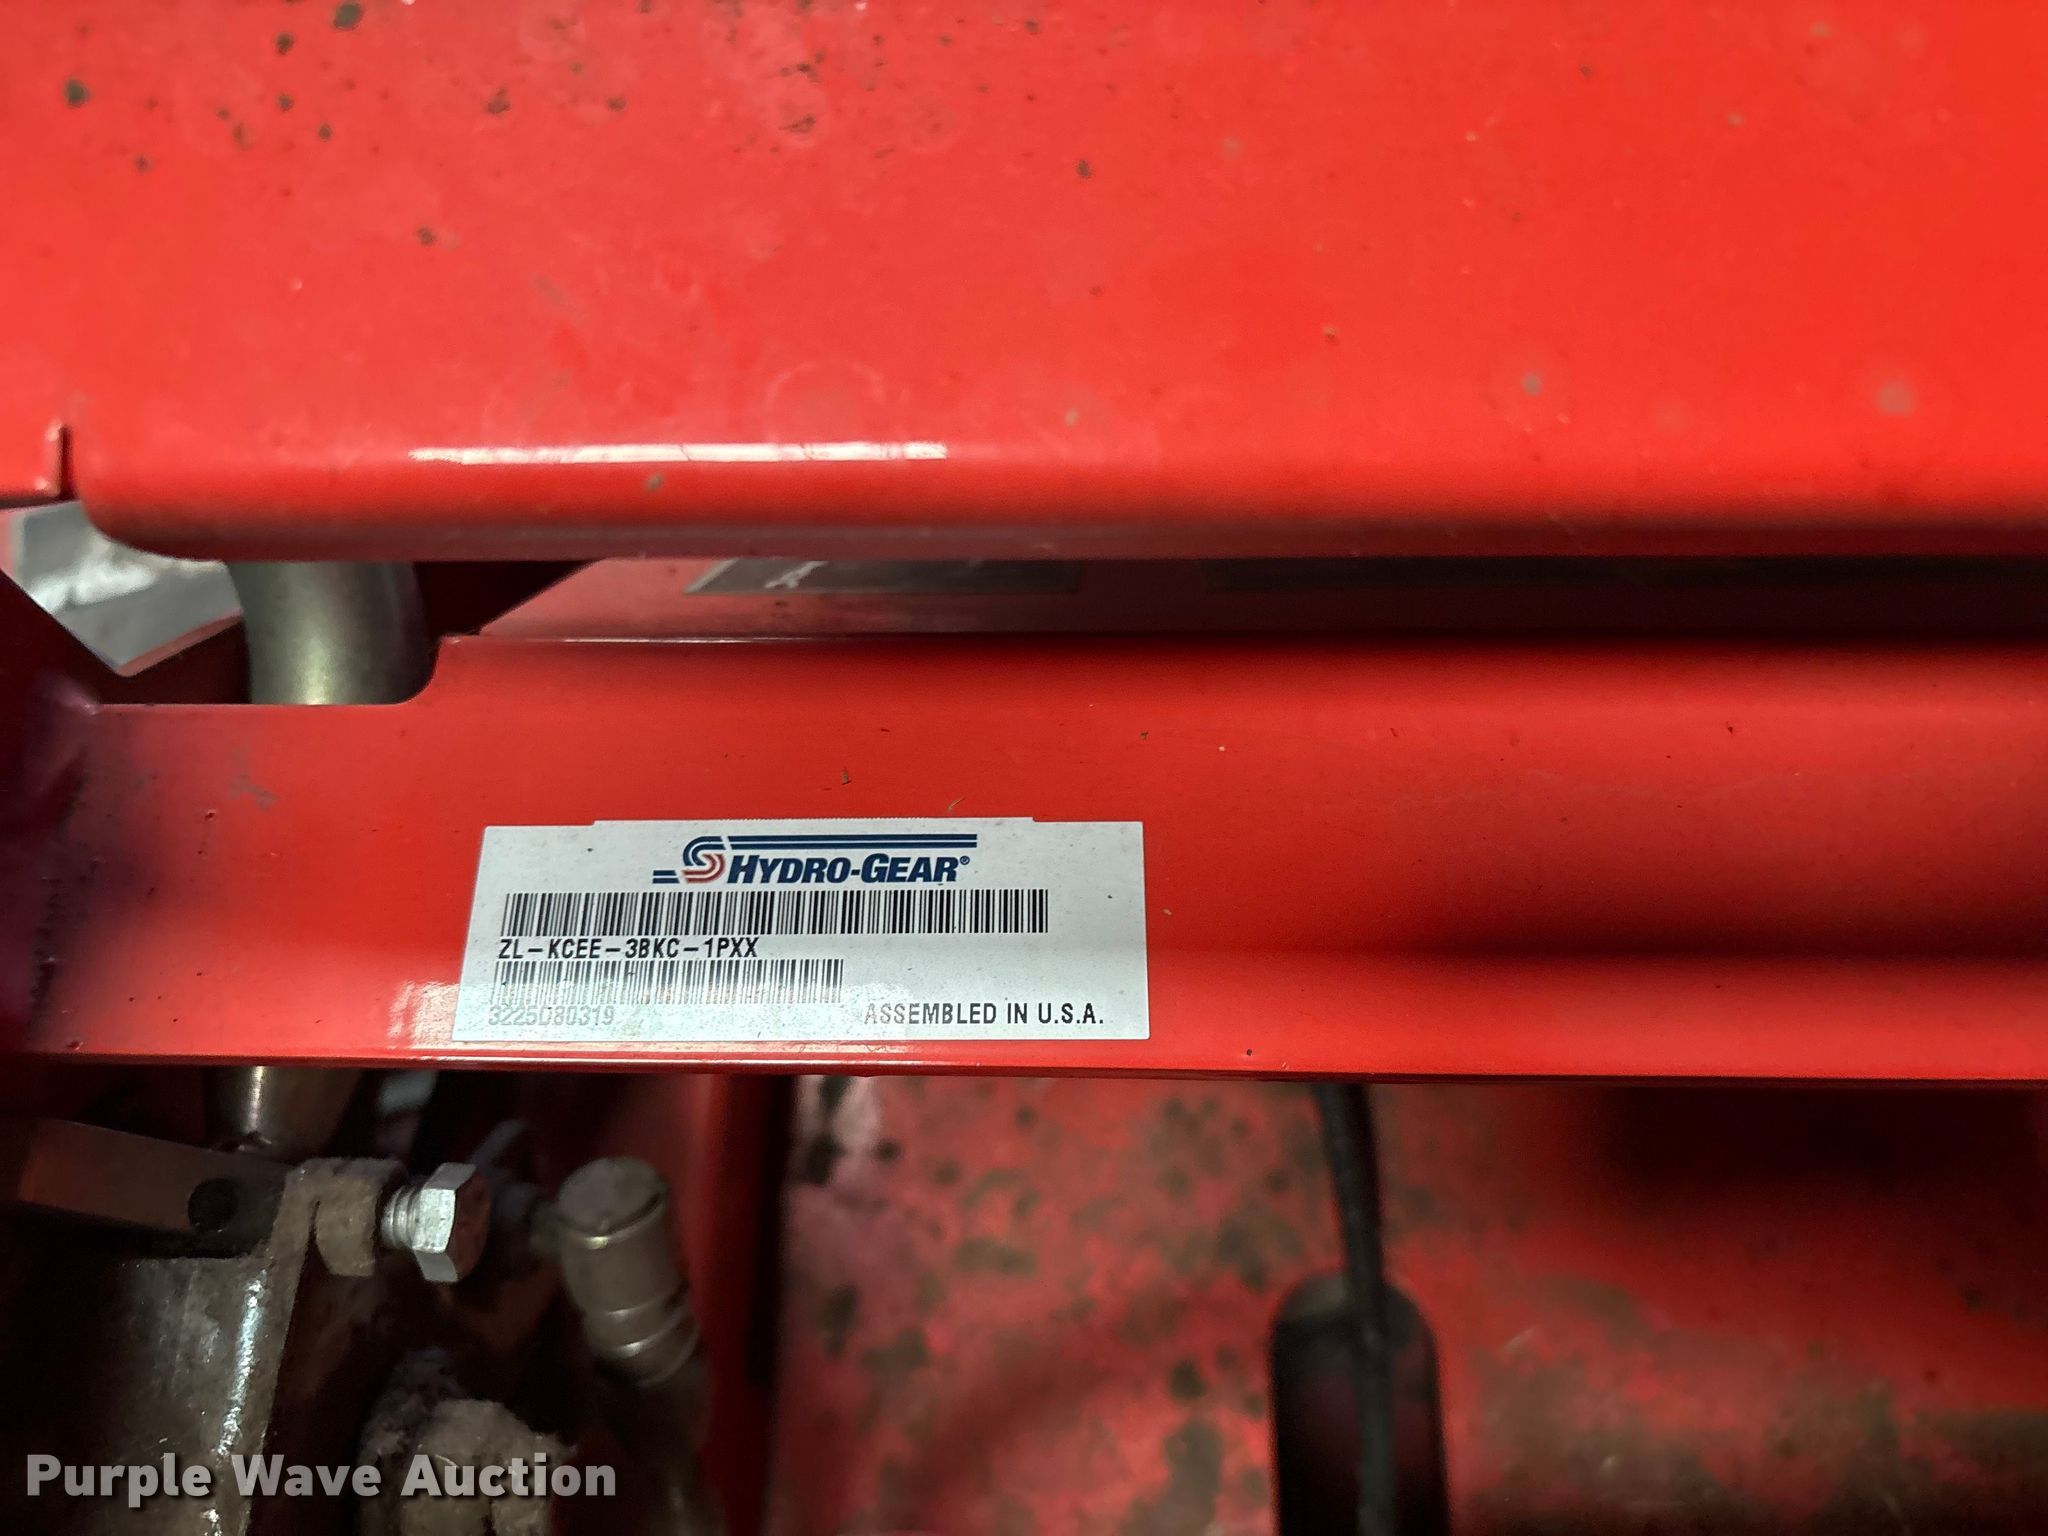 HYDRO-GEAR®
ZL-KCEE-3BKC-1PXX
3225D80319
ASSEMBLED IN U.S.A.
Purple Wave Auction